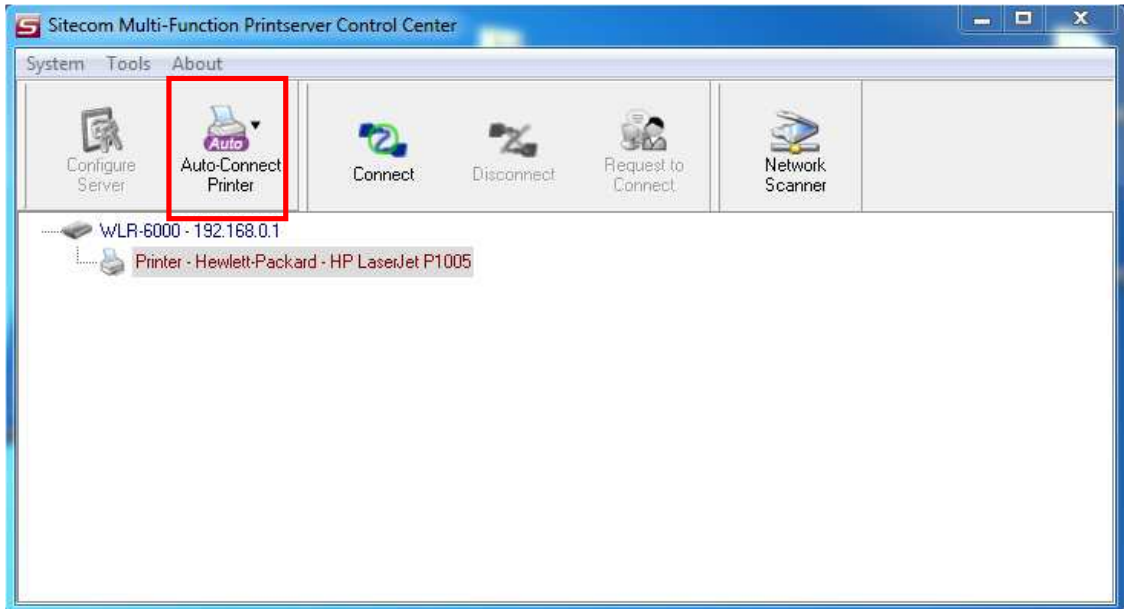 Sitecom Multi-Function Printserver Control Center
System Tools About
Configure
Server
Auto
Auto-Connect
Printer
Connect
Disconnect
Request to
Connect
Network
Scanner
WLR-6000 - 192.168.0.1
Printer - Hewlett-Packard - HP LaserJet P1005